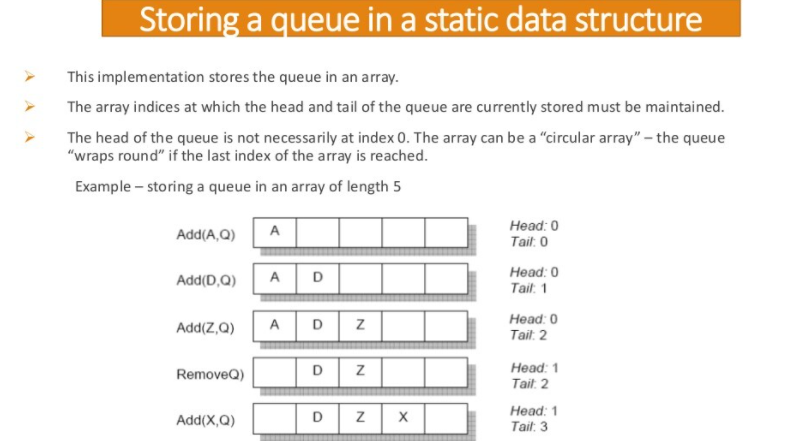 Storing a queue in a static data structure
This implementation stores the queue in an array.
The array indices at which the head and tail of the queue are currently stored must be maintained.
The head of the queue is not necessarily at index 0. The array can be a “circular array” – the queue
“wraps round” if the last index of the array is reached.
Example – storing a queue in an array of length 5
Add(A,Q) A Head: 0
Tail: 0
Add(D,Q) A D Head: 0
Tail: 1
Add(Z,Q) A D Z Head: 0
Tail: 2
RemoveQ) D Z Head: 1
Tail: 2
Add(X,Q) D Z X Head: 1
Tail: 3